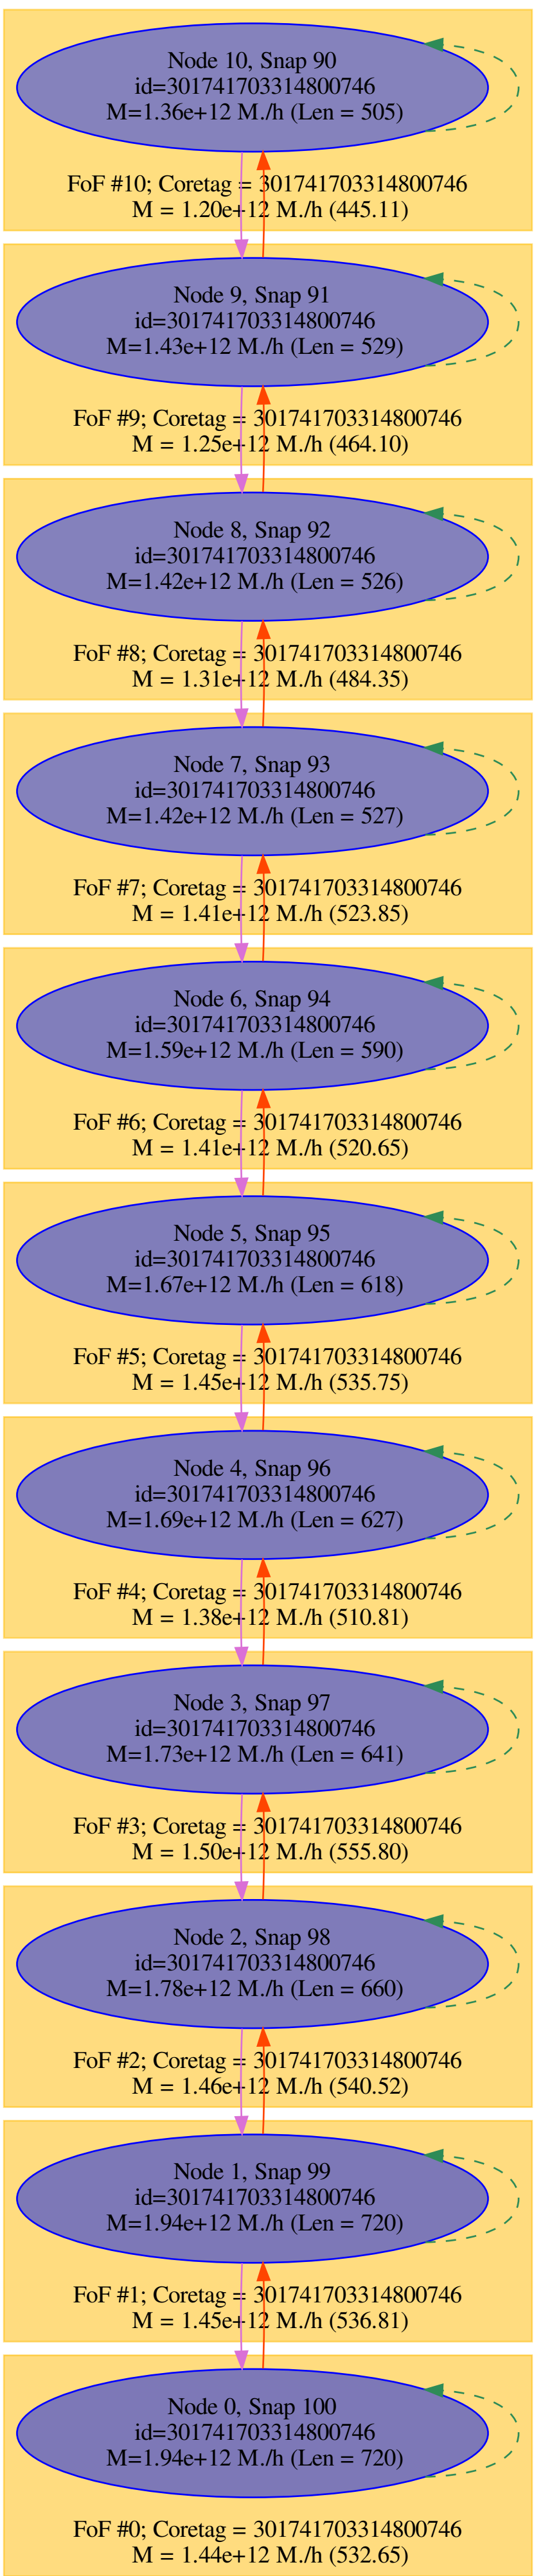 Node 10, Snap 90
id=301741703314800746
M=1.36e+12 M./h (Len = 505)
FoF #10; Coretag = 301741703314800746
M = 1.20e+12 M./h (445.11)
Node 9, Snap 91
id=301741703314800746
M=1.43e+12 M./h (Len = 529)
FoF #9; Coretag = 301741703314800746
M = 1.25e+12 M./h (464.10)
Node 8, Snap 92
id=301741703314800746
M=1.42e+12 M./h (Len = 526)
FoF #8; Coretag = 301741703314800746
M = 1.31e+12 M./h (484.35)
Node 7, Snap 93
id=301741703314800746
M=1.42e+12 M./h (Len = 527)
FoF #7; Coretag = 301741703314800746
M = 1.41e+12 M./h (523.85)
Node 6, Snap 94
id=301741703314800746
M=1.59e+12 M./h (Len = 590)
FoF #6; Coretag = 301741703314800746
M = 1.41e+12 M./h (520.65)
Node 5, Snap 95
id=301741703314800746
M=1.67e+12 M./h (Len = 618)
FoF #5; Coretag = 301741703314800746
M = 1.45e+12 M./h (535.75)
Node 4, Snap 96
id=301741703314800746
M=1.69e+12 M./h (Len = 627)
FoF #4; Coretag = 301741703314800746
M = 1.38e+12 M./h (510.81)
Node 3, Snap 97
id=301741703314800746
M=1.73e+12 M./h (Len = 641)
FoF #3; Coretag = 301741703314800746
M = 1.50e+12 M./h (555.80)
Node 2, Snap 98
id=301741703314800746
M=1.78e+12 M./h (Len = 660)
FoF #2; Coretag = 301741703314800746
M = 1.46e+12 M./h (540.52)
Node 1, Snap 99
id=301741703314800746
M=1.94e+12 M./h (Len = 720)
FoF #1; Coretag = 301741703314800746
M = 1.45e+12 M./h (536.81)
Node 0, Snap 100
id=301741703314800746
M=1.94e+12 M./h (Len = 720)
FoF #0; Coretag = 301741703314800746
M = 1.44e+12 M./h (532.65)